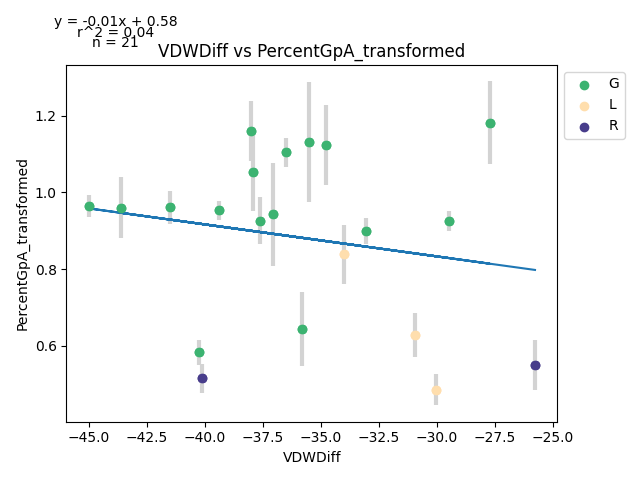 y = -0.01x + 0.58
r^2 = 0.04
n = 21
VDWDiff vs PercentGpA_transformed
G
L
R
PercentGpA_transformed
1.2
1.0
0.8
0.6
−45.0 −42.5 −40.0 −37.5 −35.0 −32.5 −30.0 −27.5 −25.0
VDWDiff